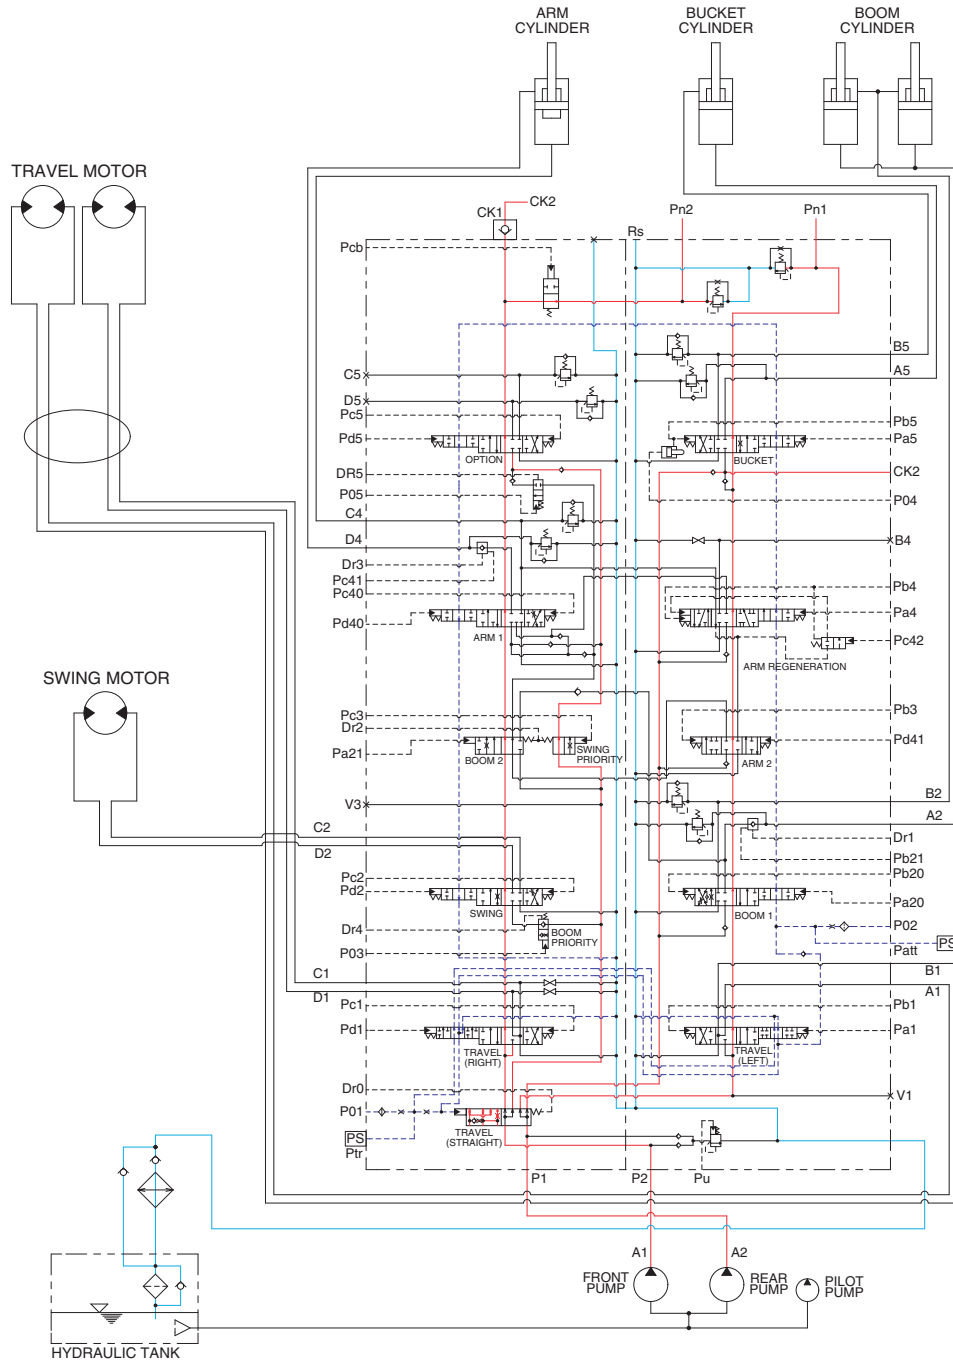 ARM
CYLINDER
BUCKET
CYLINDER
BOOM
CYLINDER
TRAVEL MOTOR
CK1
CK2
Pn2
Pn1
Rs
Pcb
B5
A5
C5
D5
Pc5
Pd5
Pb5
Pa5
OPTION
BUCKET
DR5
CK2
P05
P04
C4
D4
B4
Dr3
Pc41
Pc40
Pb4
Pd40
Pa4
ARM 1
Pc42
ARM REGENERATION
SWING MOTOR
Pc3
Dr2
Pb3
Pa21
Pd41
BOOM 2
SWING
PRIORITY
ARM 2
V3
B2
A2
C2
D2
Dr1
Pb21
Pc2
Pd2
Pb20
Pa20
SWING
BOOM 1
Dr4
BOOM
PRIORITY
P02
P03
Patt
PS
C1
D1
B1
A1
Pc1
Pb1
Pd1
Pa1
TRAVEL
(RIGHT)
TRAVEL
(LEFT)
Dr0
V1
P01
PS
Ptr
TRAVEL
(STRAIGHT)
P1
P2
Pu
A1
A2
FRONT
PUMP
REAR
PUMP
PILOT
PUMP
HYDRAULIC TANK